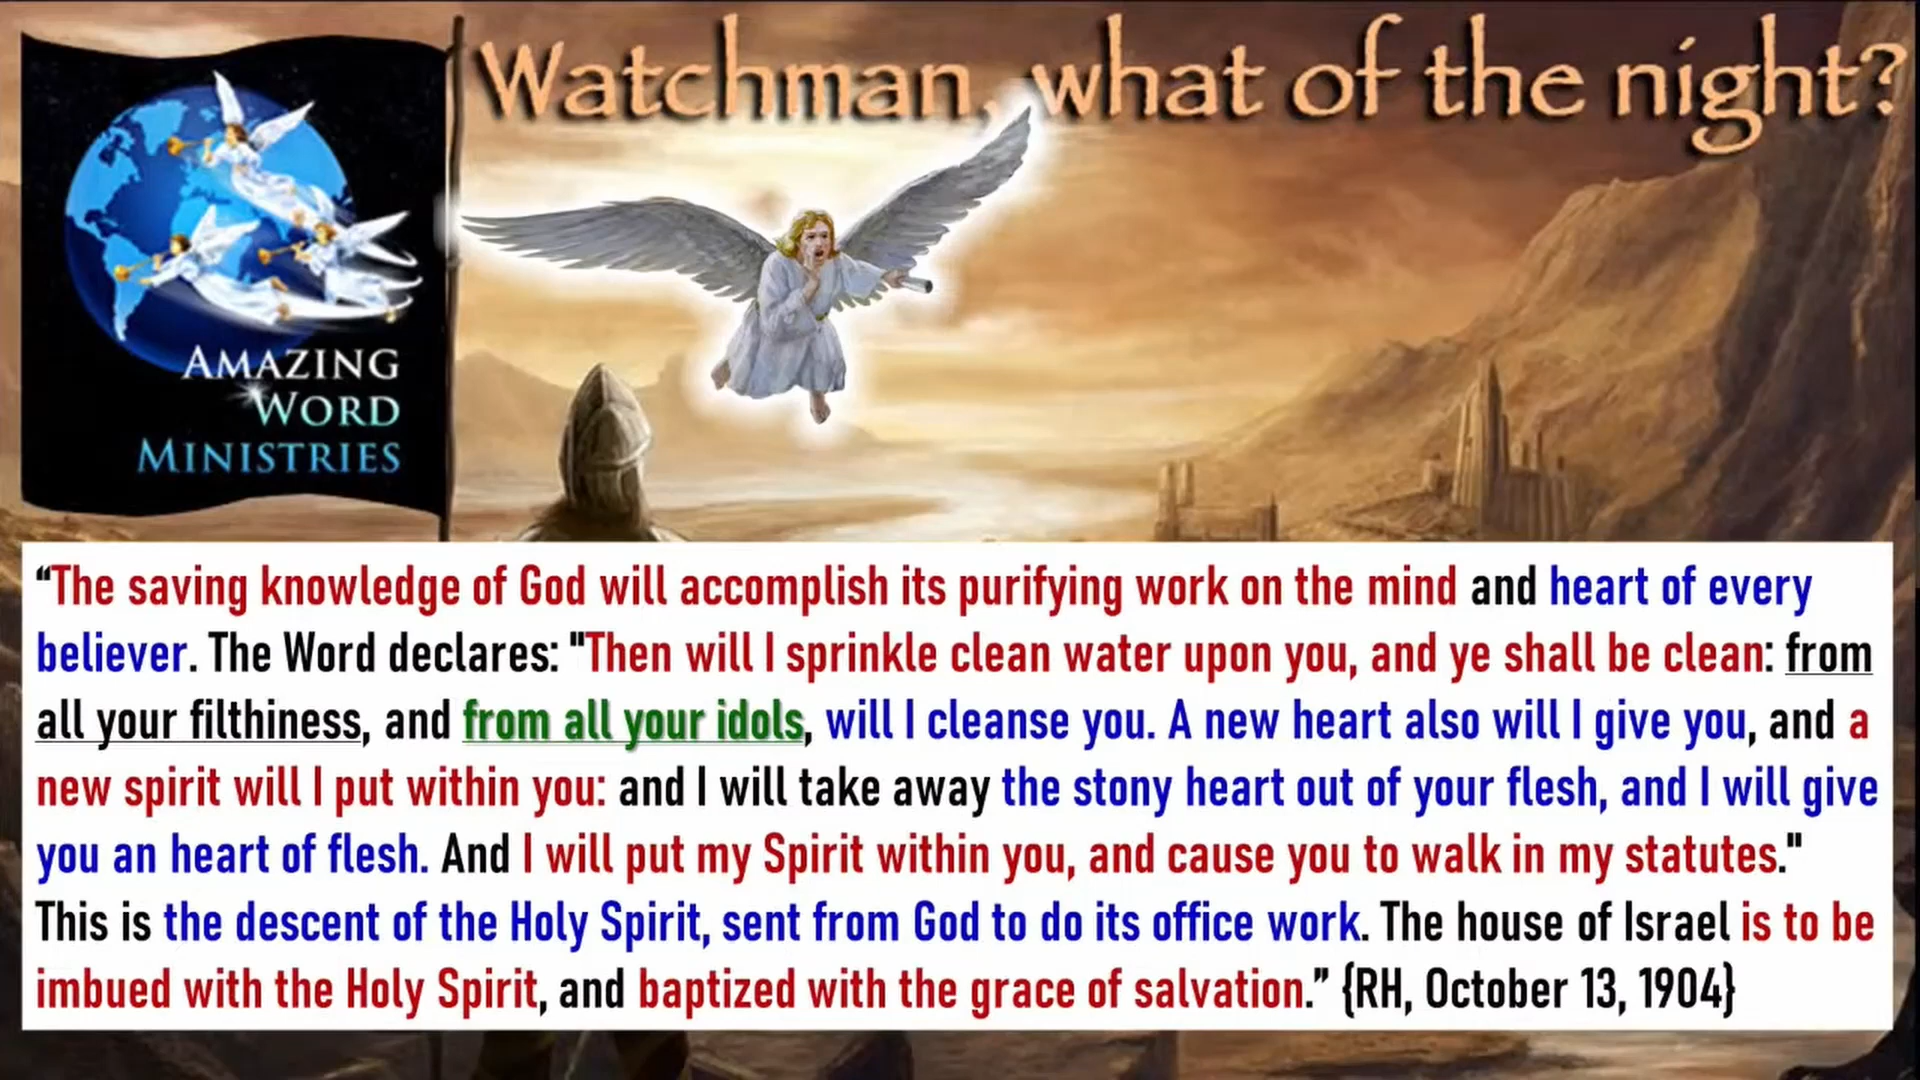 Watchman, what of the night?
AMAZING
WORD
MINISTRIES
“The saving knowledge of God will accomplish its purifying work on the mind and heart of every
believer. The Word declares: "Then will I sprinkle clean water upon you, and ye shall be clean: from
all your filthiness, and from all your idols, will I cleanse you. A new heart also will I give you, and a
new spirit will I put within you: and I will take away the stony heart out of your flesh, and I will give
you an heart of flesh. And I will put my Spirit within you, and cause you to walk in my statutes."
This is the descent of the Holy Spirit, sent from God to do its office work. The house of Israel is to be
imbued with the Holy Spirit, and baptized with the grace of salvation.” {RH, October 13, 1904}